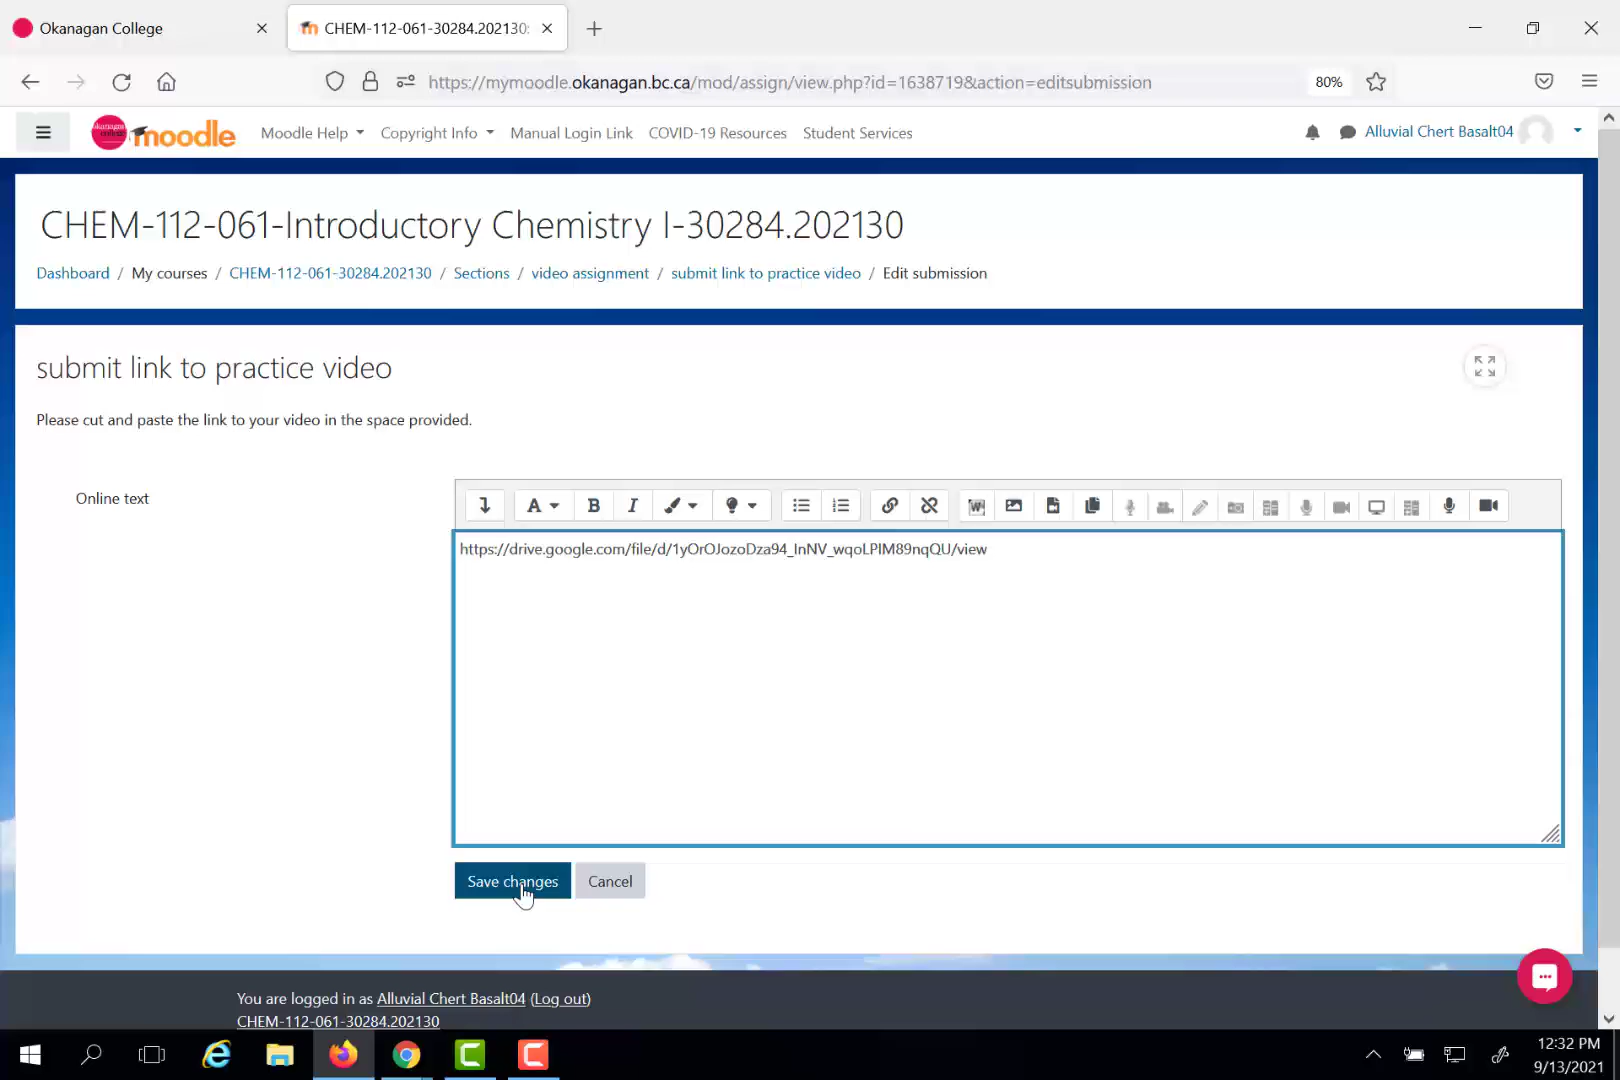 Okanagan College
CHEM-112-061-30284.202130:
https://mymoodle.okanagan.bc.ca/mod/assign/view.php?id=1638719&action=editsubmission
80%
okanagan college moodle
Moodle Help
Copyright Info
Manual Login Link
COVID-19 Resources
Student Services
Alluvial Chert Basalt04
CHEM-112-061-Introductory Chemistry I-30284.202130
Dashboard / My courses / CHEM-112-061-30284.202130 / Sections / video assignment / submit link to practice video / Edit submission
submit link to practice video
Please cut and paste the link to your video in the space provided.
Online text
A B I
https://drive.google.com/file/d/1yOrOJozoDza94_InNV_wqoLPIM89nqQU/view
Save changes
Cancel
You are logged in as Alluvial Chert Basalt04 (Log out)
CHEM-112-061-30284.202130
12:32 PM
9/13/2021